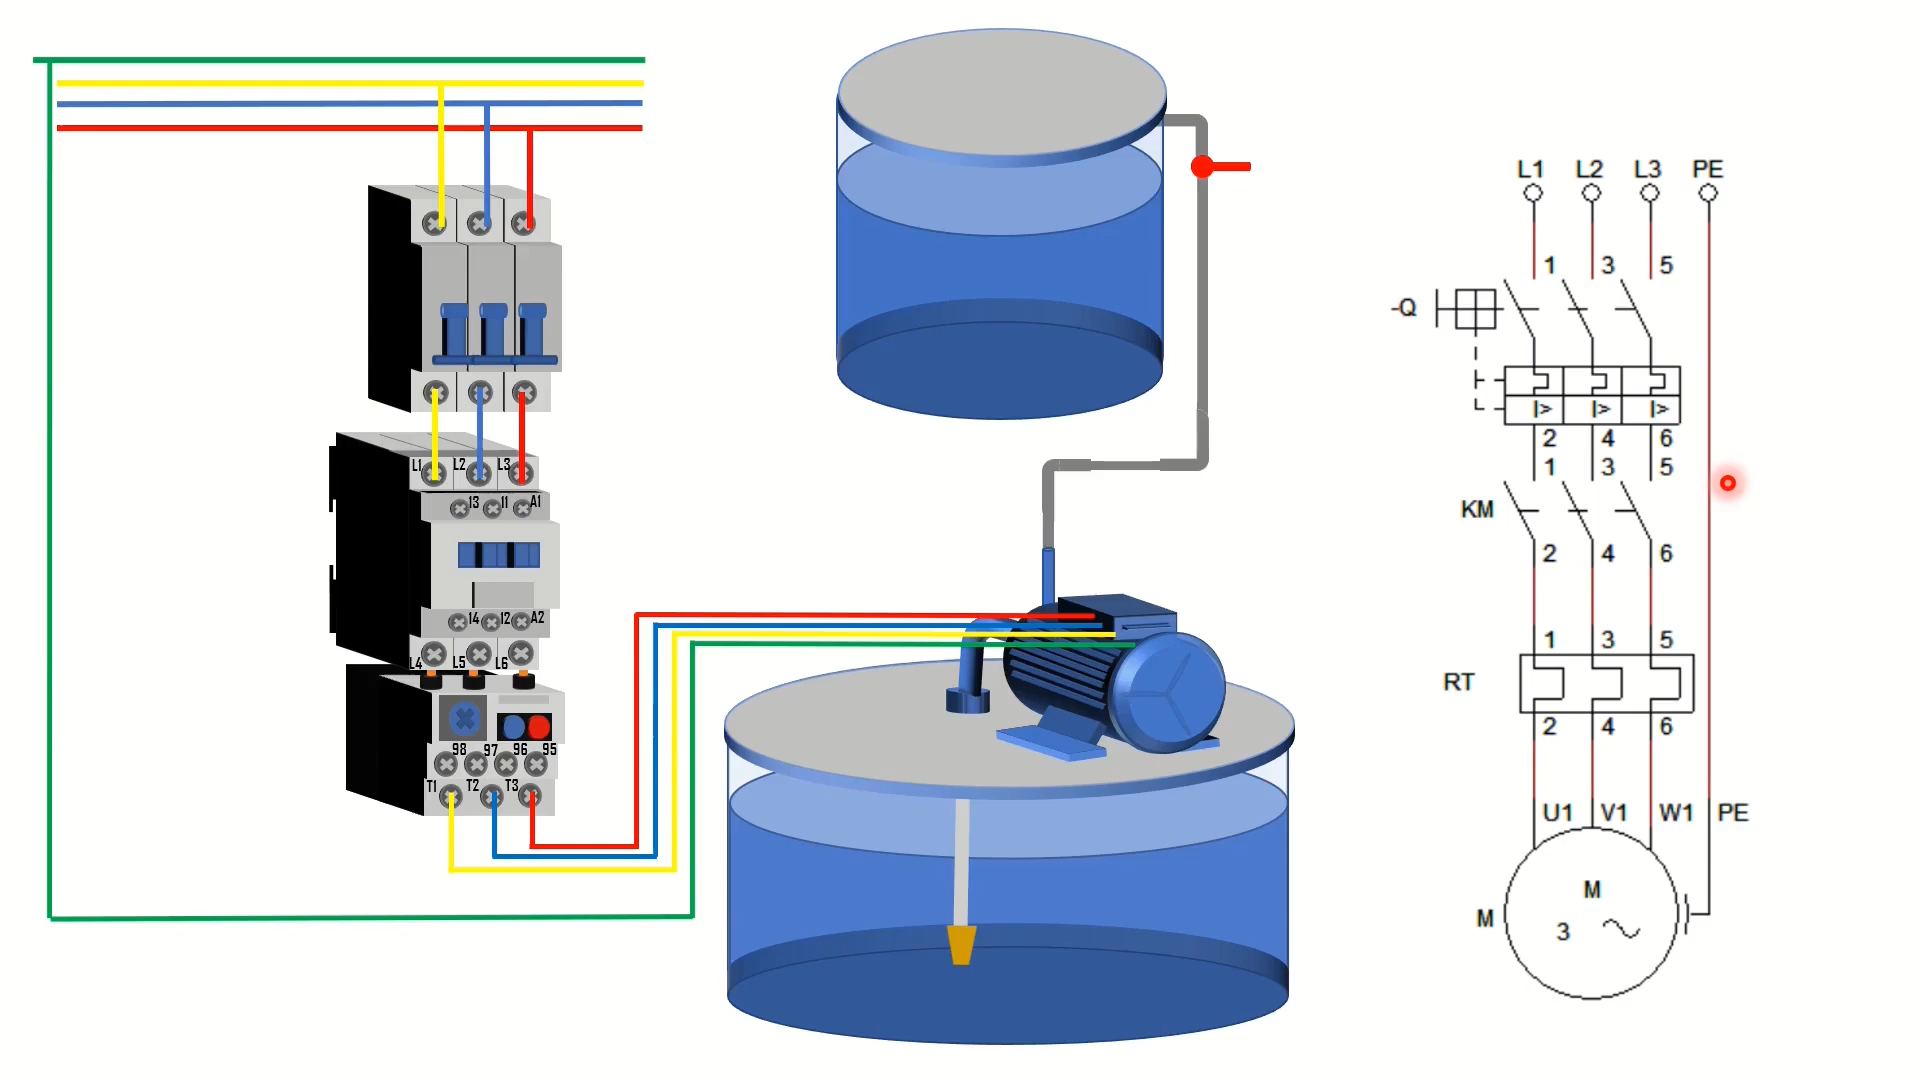 L1 L2 L3
13 11 A1
14 12 A2
L4 L5 L6
98 97 96 95
T1 T2 T3
L1 L2 L3 PE
1 3 5
-Q
I> I> I>
2 4 6
1 3 5
KM
2 4 6
1 3 5
RT
2 4 6
U1 V1 W1 PE
M
M
3